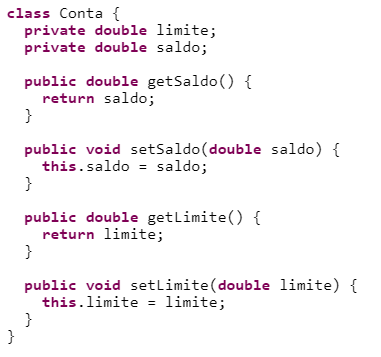 class Conta {
  private double limite;
  private double saldo;

  public double getSaldo() {
    return saldo;
  }

  public void setSaldo(double saldo) {
    this.saldo = saldo;
  }

  public double getLimite() {
    return limite;
  }

  public void setLimite(double limite) {
    this.limite = limite;
  }
}